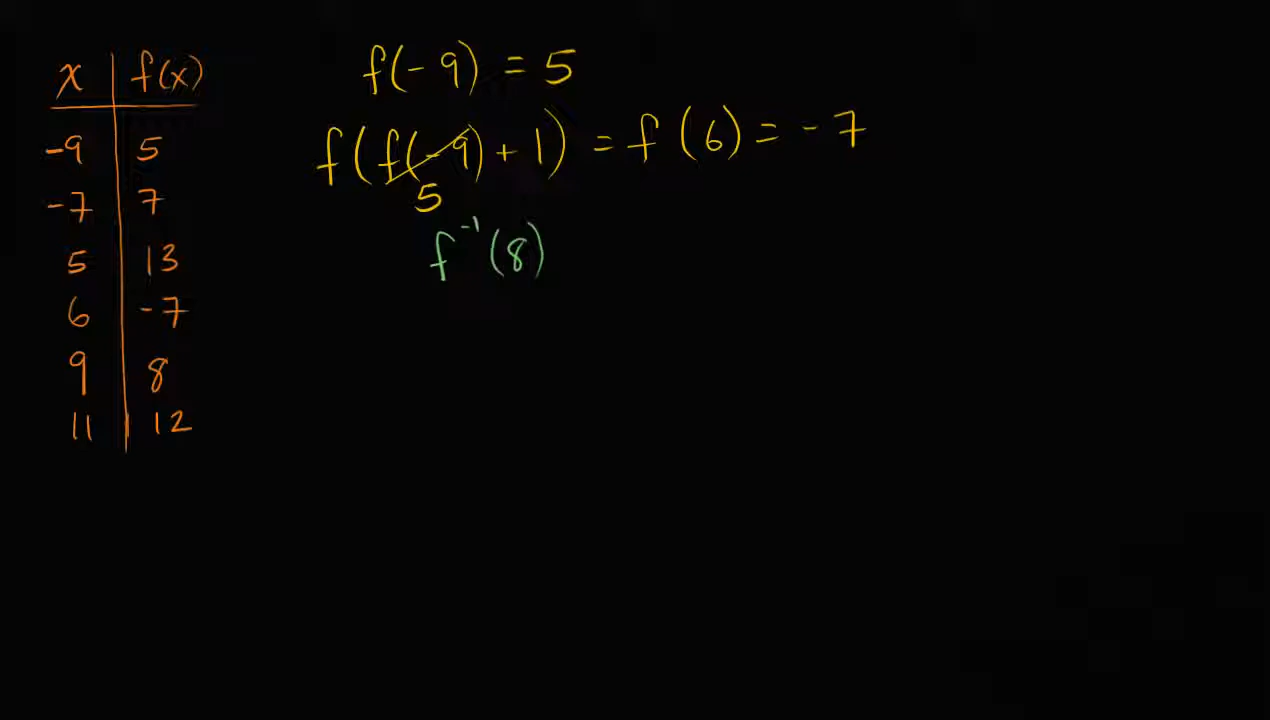 x f(x)
-9 5
-7 7
5 13
6 -7
9 8
11 12
f(-9) = 5
f(f(-9) + 1) = f(6) = -7
5
f⁻¹(8)